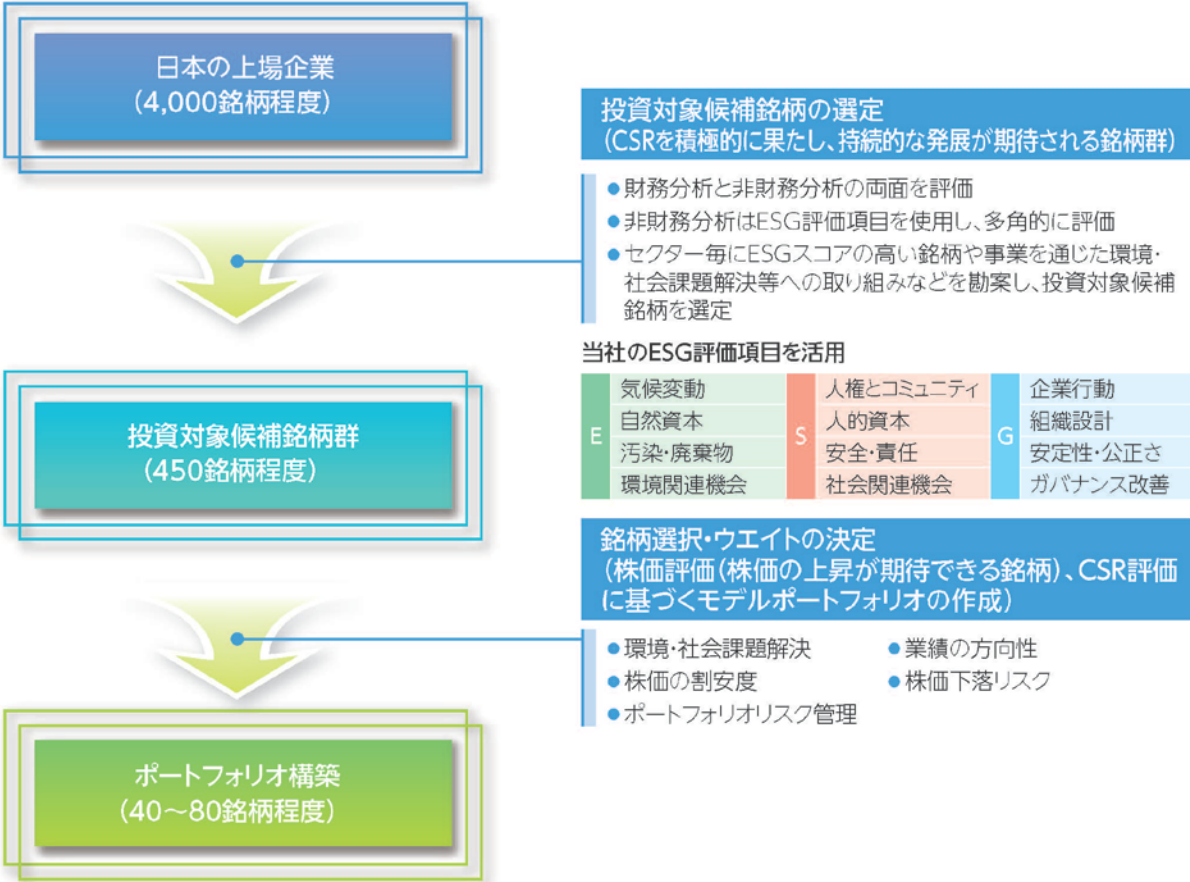 日本の上場企業
(4,000銘柄程度)
投資対象候補銘柄の選定
(CSRを積極的に果たし、持続的な発展が期待される銘柄群)
●財務分析と非財務分析の両面を評価
●非財務分析はESG評価項目を使用し、多角的に評価
●セクター毎にESGスコアの高い銘柄や事業を通じた環境・
社会課題解決等への取り組みなどを勘案し、投資対象候補
銘柄を選定
当社のESG評価項目を活用
E
気候変動
自然資本
汚染・廃棄物
環境関連機会
S
人権とコミュニティ
人的資本
安全・責任
社会関連機会
G
企業行動
組織設計
安定性・公正さ
ガバナンス改善
投資対象候補銘柄群
(450銘柄程度)
銘柄選択・ウエイトの決定
(株価評価(株価の上昇が期待できる銘柄)、CSR評価
に基づくモデルポートフォリオの作成)
●環境・社会課題解決
●業績の方向性
●株価の割安度
●株価下落リスク
●ポートフォリオリスク管理
ポートフォリオ構築
(40〜80銘柄程度)